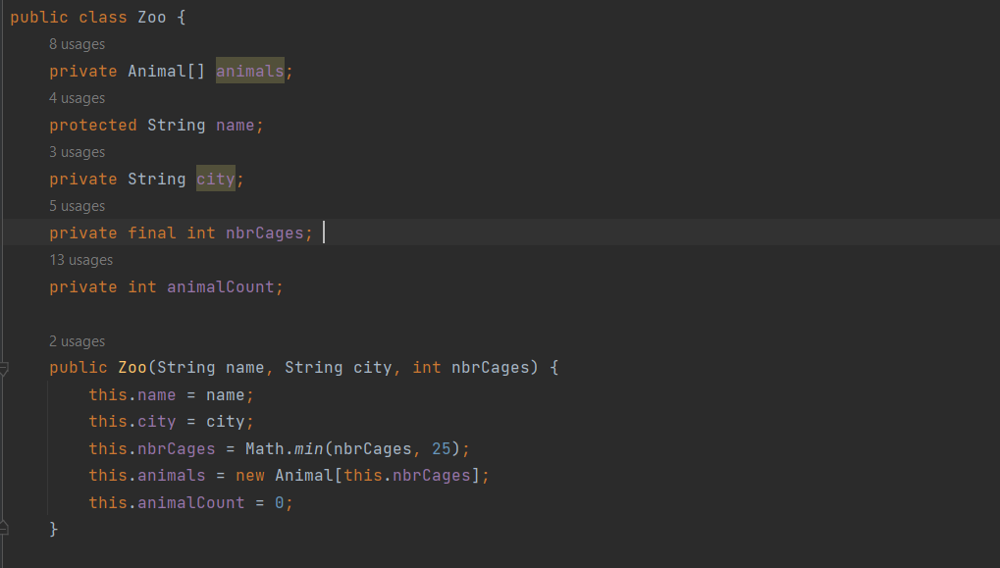 public class Zoo {
8 usages
private Animal[] animals;
4 usages
protected String name;
3 usages
private String city;
5 usages
private final int nbrCages;
13 usages
private int animalCount;
2 usages
public Zoo(String name, String city, int nbrCages) {
this.name = name;
this.city = city;
this.nbrCages = Math.min(nbrCages, 25);
this.animals = new Animal[this.nbrCages];
this.animalCount = 0;
}